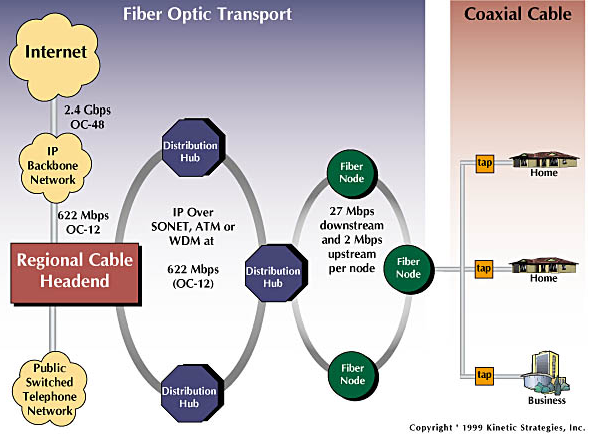 Fiber Optic Transport
Coaxial Cable
Internet
2.4 Gbps
OC-48
IP
Backbone
Network
622 Mbps
OC-12
Regional Cable
Headend
Public
Switched
Telephone
Network
Distribution
Hub
IP Over
SONET, ATM or
WDM at
622 Mbps
(OC-12)
Distribution
Hub
Distribution
Hub
Fiber
Node
27 Mbps
downstream
and 2 Mbps
upstream
per node
Fiber
Node
Fiber
Node
tap
Home
tap
Home
tap
Business
Copyright ' 1999 Kinetic Strategies, Inc.